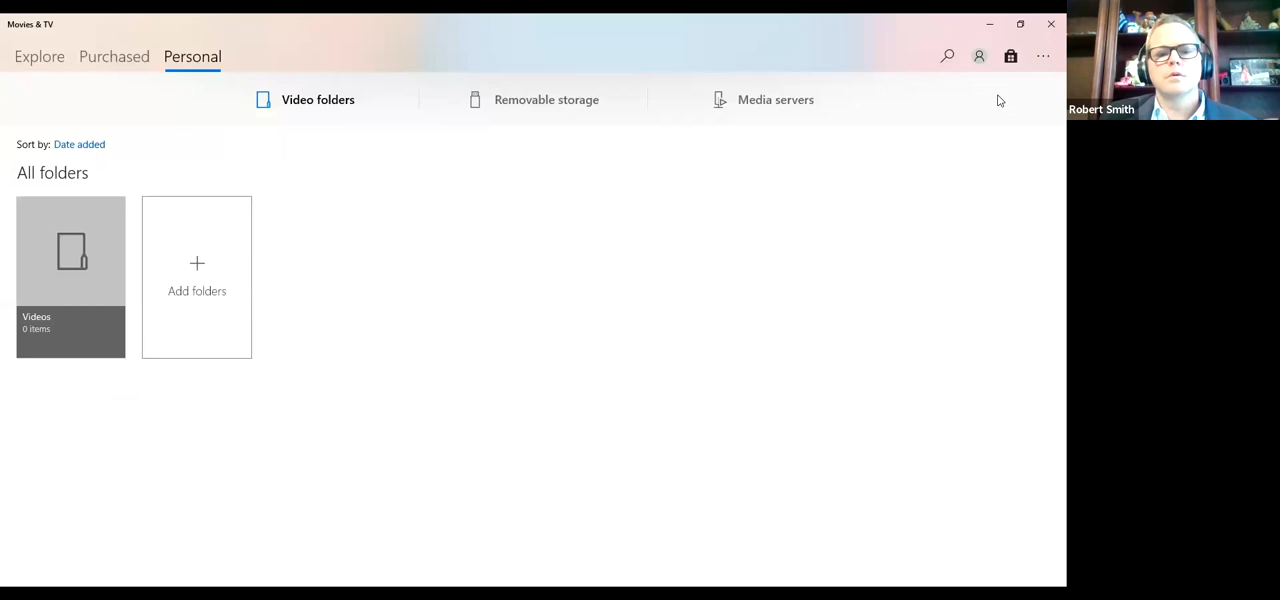 Movies & TV
Explore Purchased Personal
Video folders Removable storage Media servers
Robert Smith
Sort by: Date added
All folders
Videos
0 items
Add folders